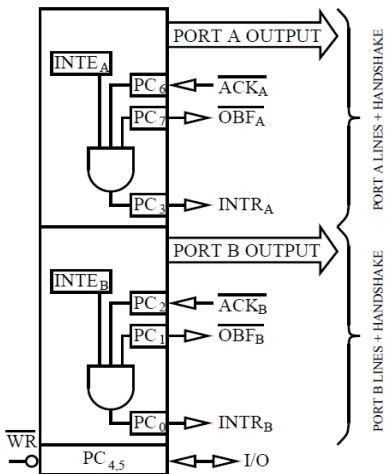 PORT A OUTPUT
INTE_A
PC_6 ACK_A
PC_7 OBF_A
PC_3 INTR_A
PORT A LINES + HANDSHAKE
PORT B OUTPUT
INTE_B
PC_2 ACK_B
PC_1 OBF_B
PC_0 INTR_B
PORT B LINES + HANDSHAKE
WR
PC_4,5 I/O